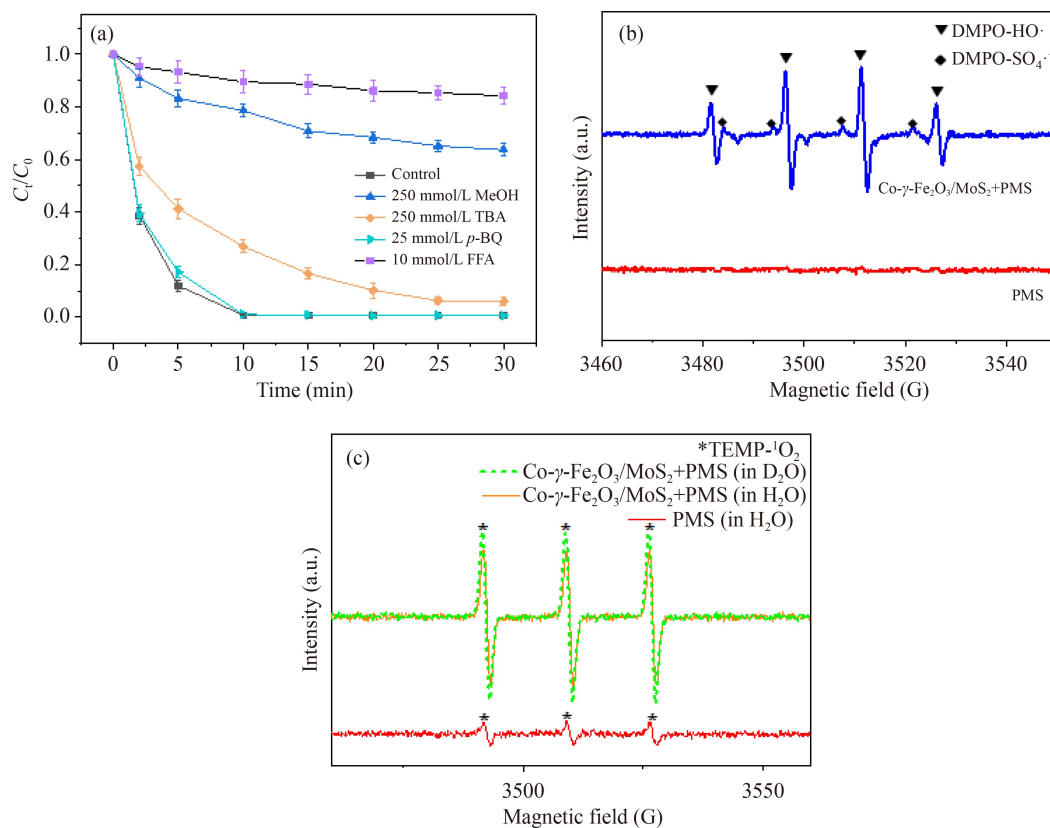 (a)
1.0
0.8
0.6
0.4
0.2
0.0
Cₜ/C₀
Control
250 mmol/L MeOH
250 mmol/L TBA
25 mmol/L p-BQ
10 mmol/L FFA
0 5 10 15 20 25 30
Time (min)
(b)
▼ DMPO-HO·
◆ DMPO-SO₄·⁻
Intensity (a.u.)
Co-γ-Fe₂O₃/MoS₂+PMS
PMS
3460 3480 3500 3520 3540
Magnetic field (G)
(c)
*TEMP-¹O₂
Co-γ-Fe₂O₃/MoS₂+PMS (in D₂O)
Co-γ-Fe₂O₃/MoS₂+PMS (in H₂O)
PMS (in H₂O)
* * *
* * *
Intensity (a.u.)
3500 3550
Magnetic field (G)